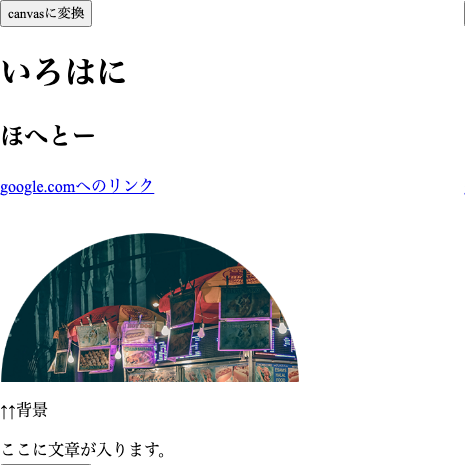 canvasに変換
いろはに
ほへとー
google.comへのリンク
↑↑背景
ここに文章が入ります。